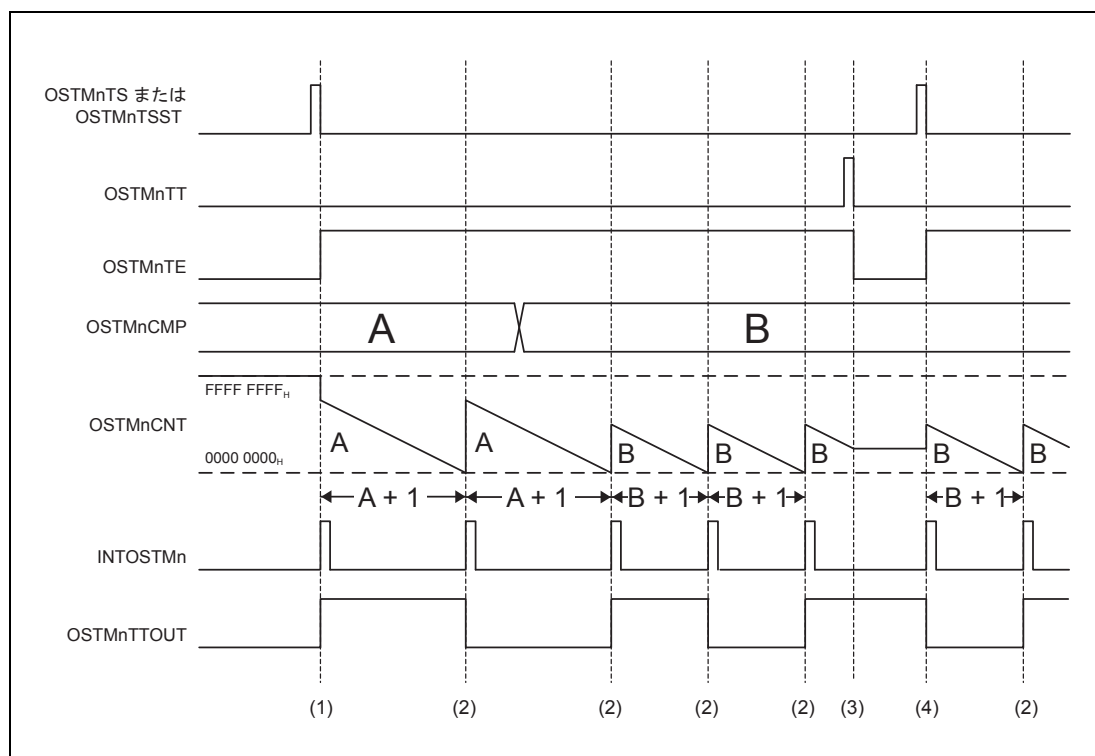 OSTMnTS または
OSTMnTSST
OSTMnTT
OSTMnTE
OSTMnCMP
A
B
OSTMnCNT
FFFF FFFFH
0000 0000H
A
A
B
B
B
B
B
A + 1
A + 1
B + 1
B + 1
B + 1
INTOSTMn
OSTMnTTOUT
(1)
(2)
(2)
(2)
(2)
(3)
(4)
(2)